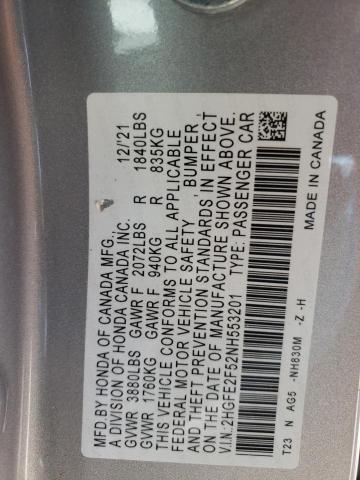 MFD BY HONDA OF CANADA MFG., 12/'21
A DIVISION OF HONDA CANADA INC.
GVWR 3880LBS GAWR F 2072LBS R 1840LBS
GVWR 1760KG GAWR F 940KG R 835KG
THIS VEHICLE CONFORMS TO ALL APPLICABLE
FEDERAL MOTOR VEHICLE SAFETY, BUMPER,
AND THEFT PREVENTION STANDARDS IN EFFECT
ON THE DATE OF MANUFACTURE SHOWN ABOVE.
V.I.N.:2HGFE2F52NH553201 TYPE: PASSENGER CAR
T23 N AG5 -NH830M -Z -H MADE IN CANADA